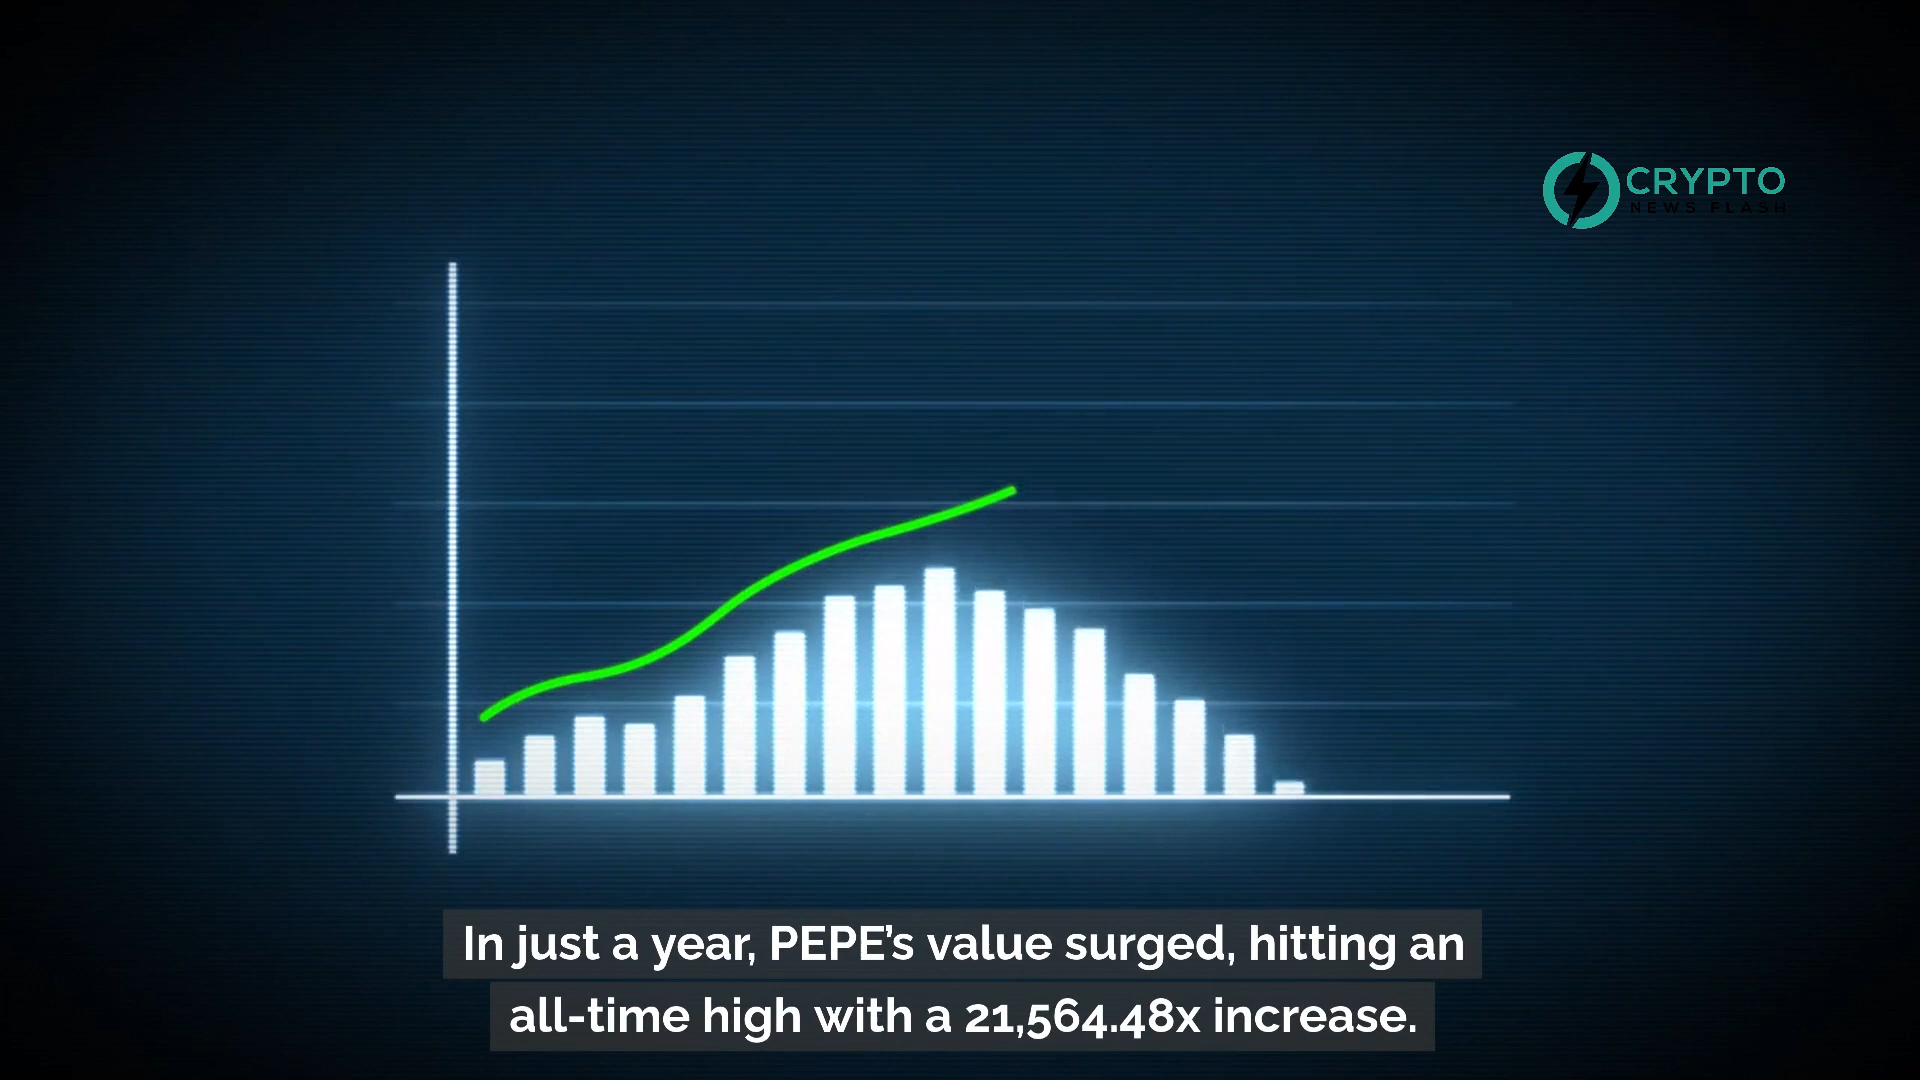 CRYPTO
NEWS FLASH
In just a year, PEPE’s value surged, hitting an
all-time high with a 21,564.48x increase.